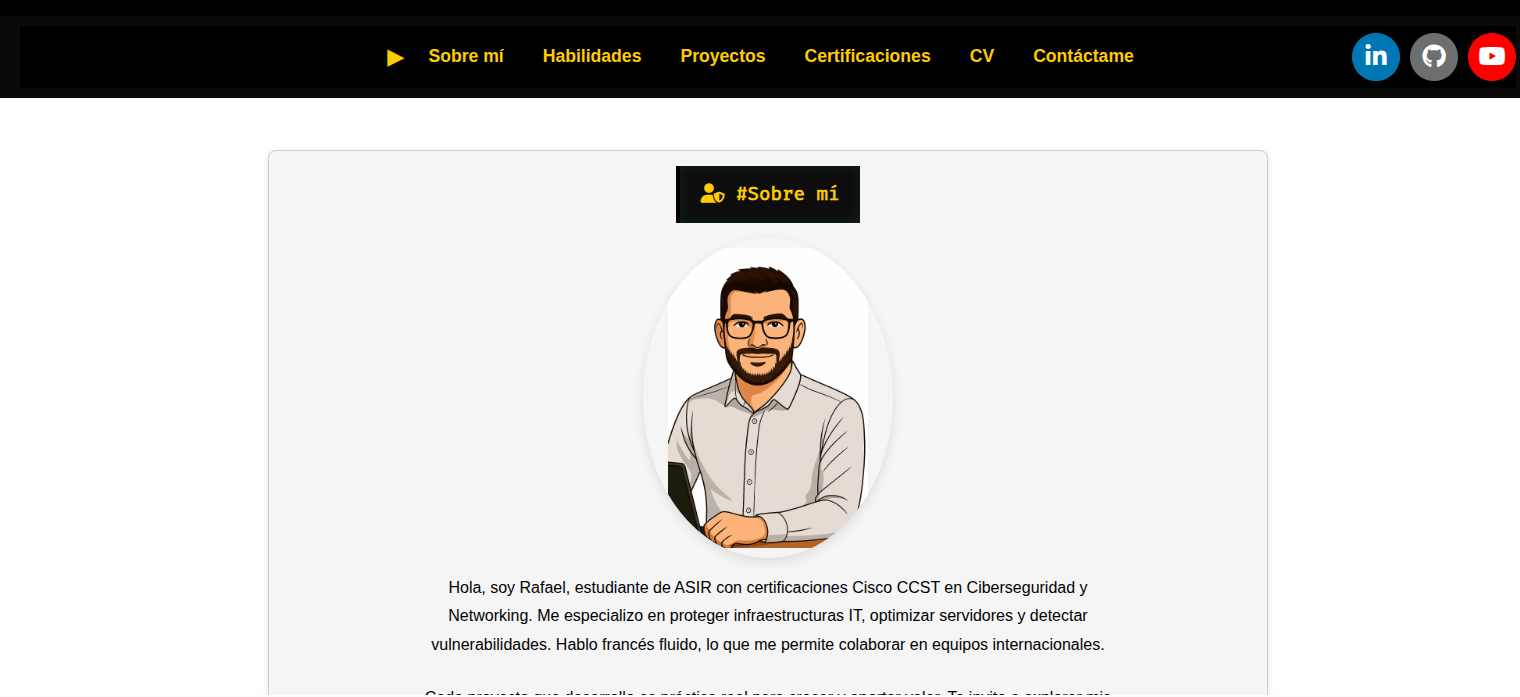 ▶ Sobre mí Habilidades Proyectos Certificaciones CV Contáctame in
#Sobre mí
Hola, soy Rafael, estudiante de ASIR con certificaciones Cisco CCST en Ciberseguridad y
Networking. Me especializo en proteger infraestructuras IT, optimizar servidores y detectar
vulnerabilidades. Hablo francés fluido, lo que me permite colaborar en equipos internacionales.